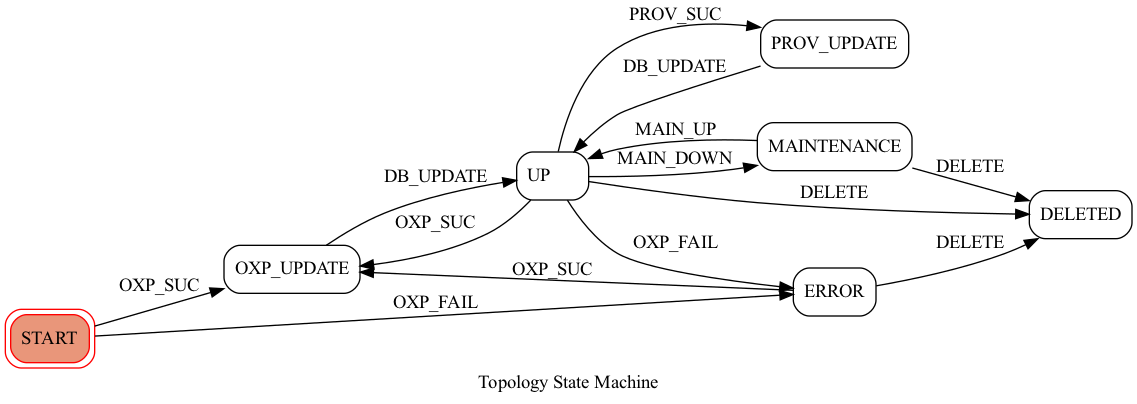 PROV_SUC
PROV_UPDATE
DB_UPDATE
MAIN_UP
MAINTENANCE
MAIN_DOWN
DELETE
UP
DB_UPDATE
DELETE
DELETED
OXP_SUC
OXP_FAIL
DELETE
OXP_UPDATE
OXP_SUC
OXP_SUC
ERROR
OXP_FAIL
START
Topology State Machine